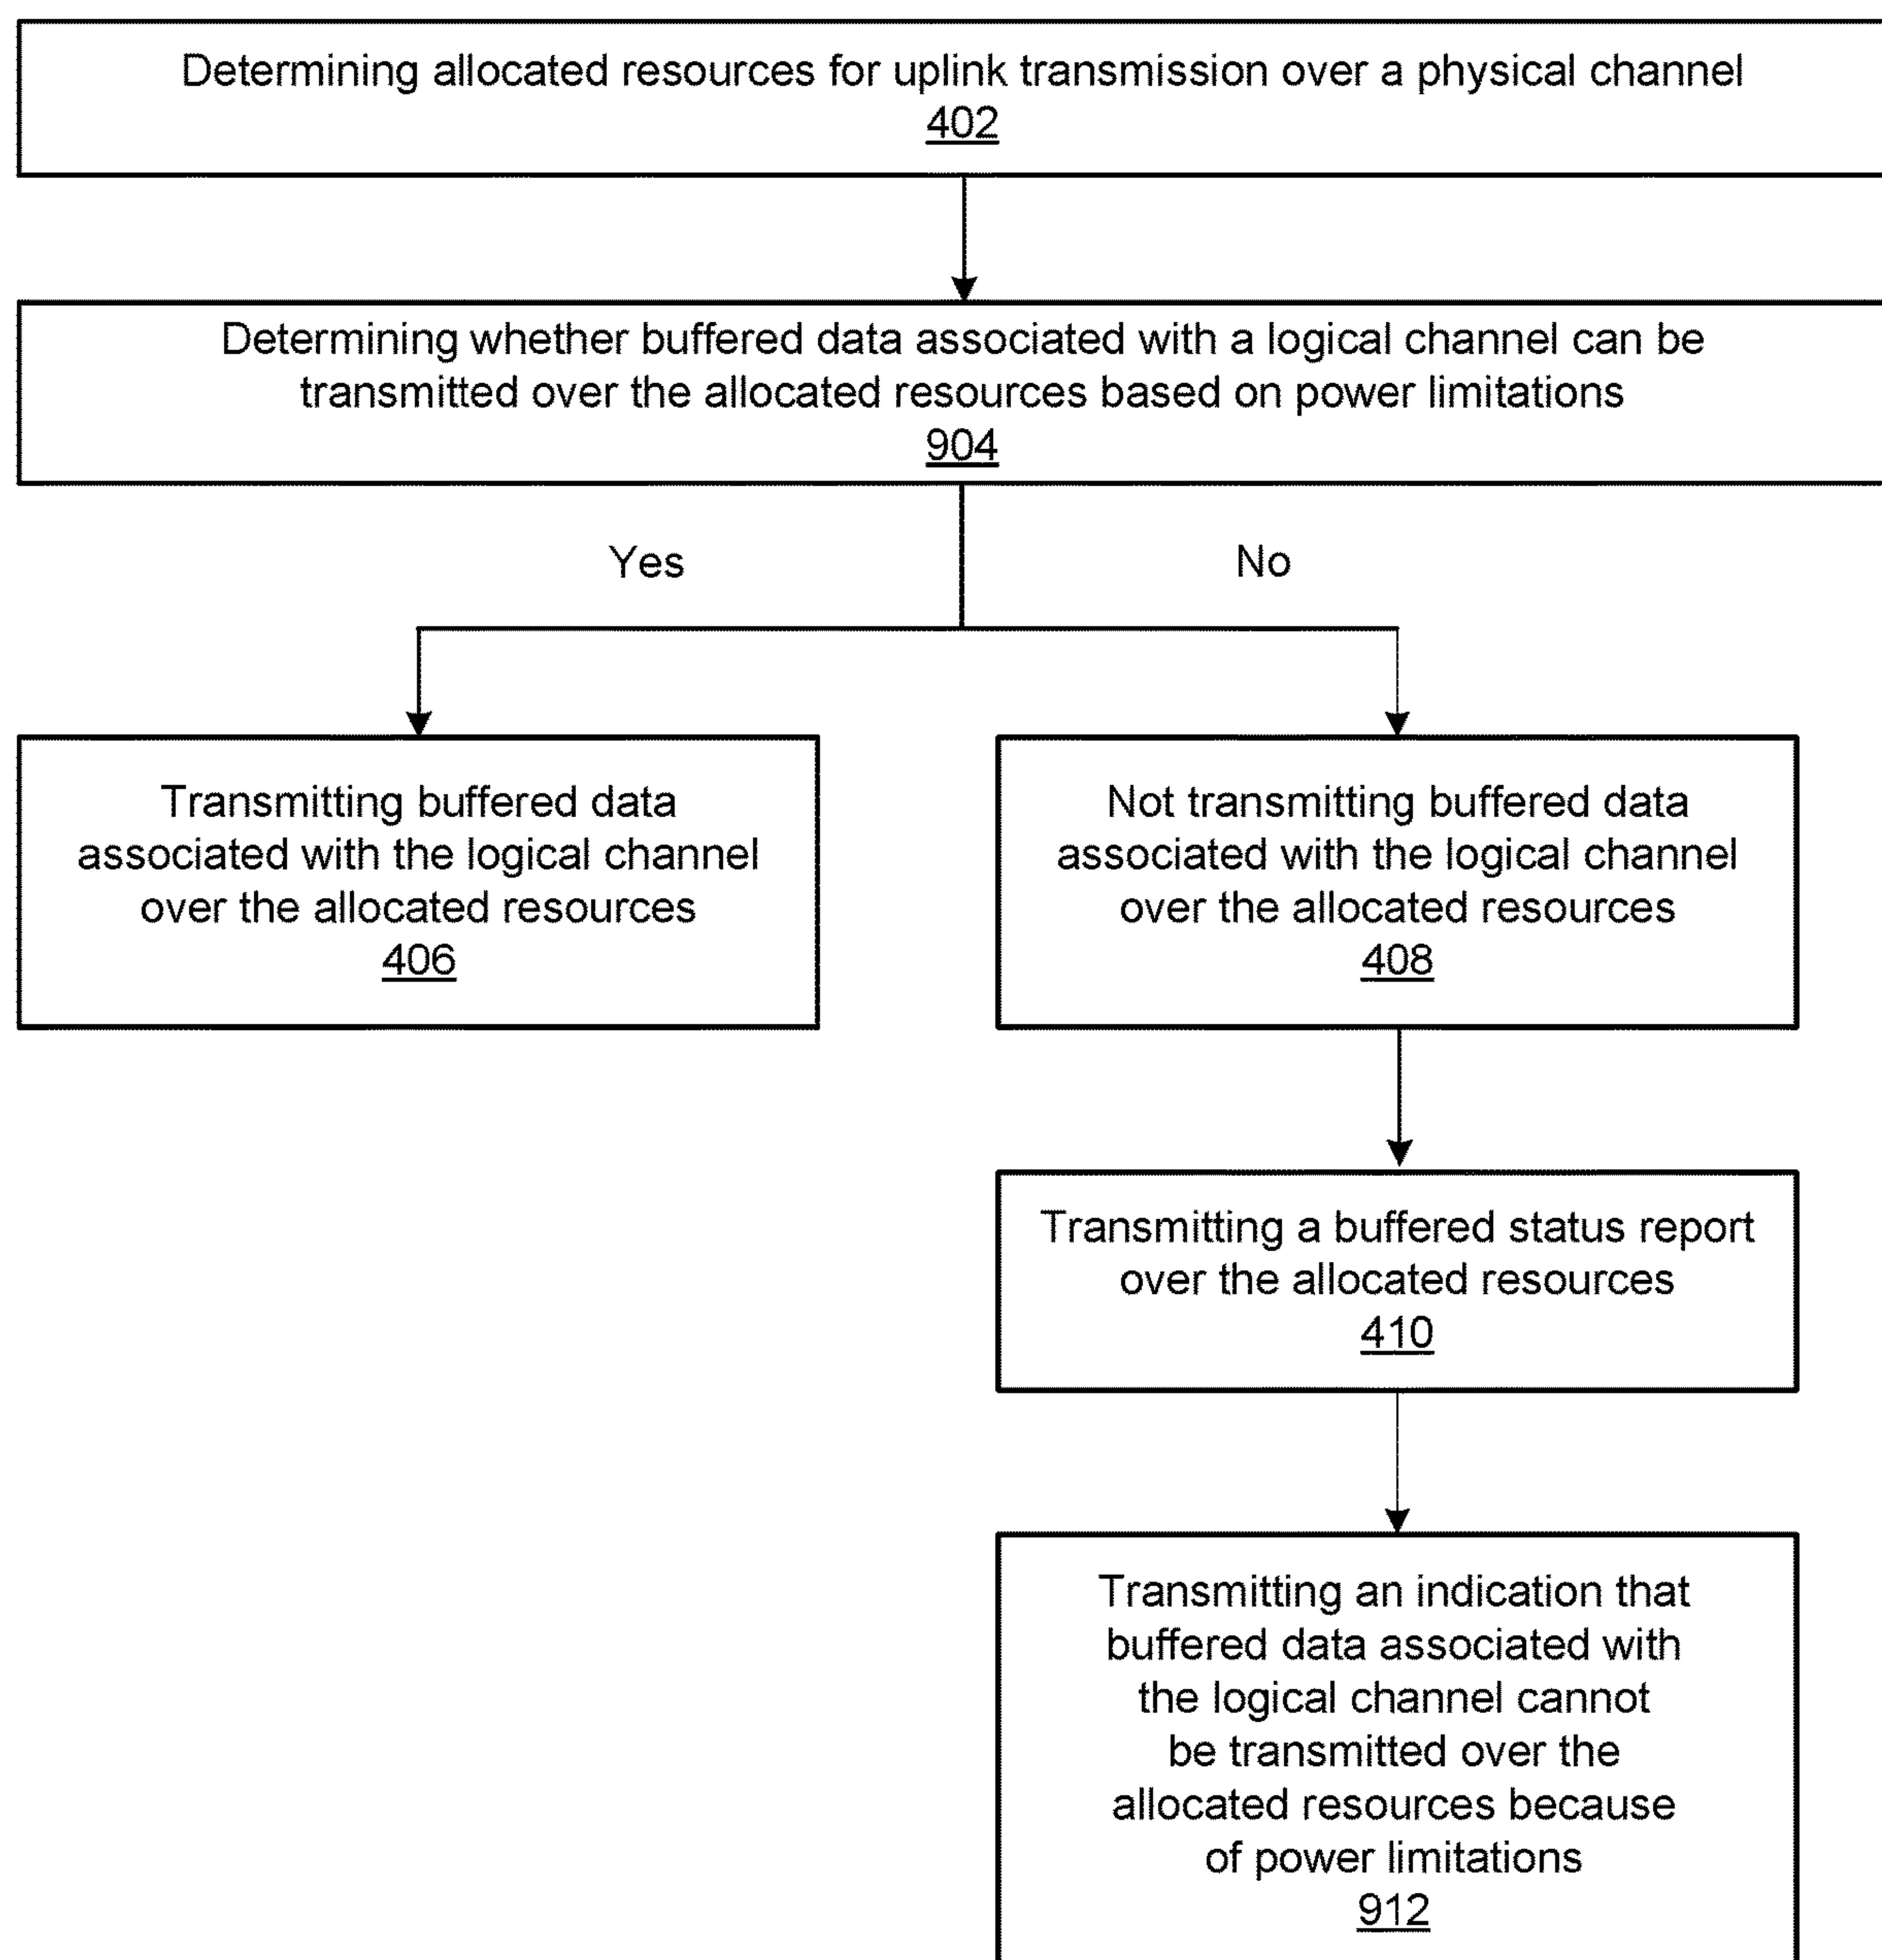 Determining allocated resources for uplink transmission over a physical channel
402
Determining whether buffered data associated with a logical channel can be
transmitted over the allocated resources based on power limitations
904
Yes
No
Transmitting buffered data
associated with the logical channel
over the allocated resources
406
Not transmitting buffered data
associated with the logical channel
over the allocated resources
408
Transmitting a buffered status report
over the allocated resources
410
Transmitting an indication that
buffered data associated with
the logical channel cannot
be transmitted over the
allocated resources because
of power limitations
912